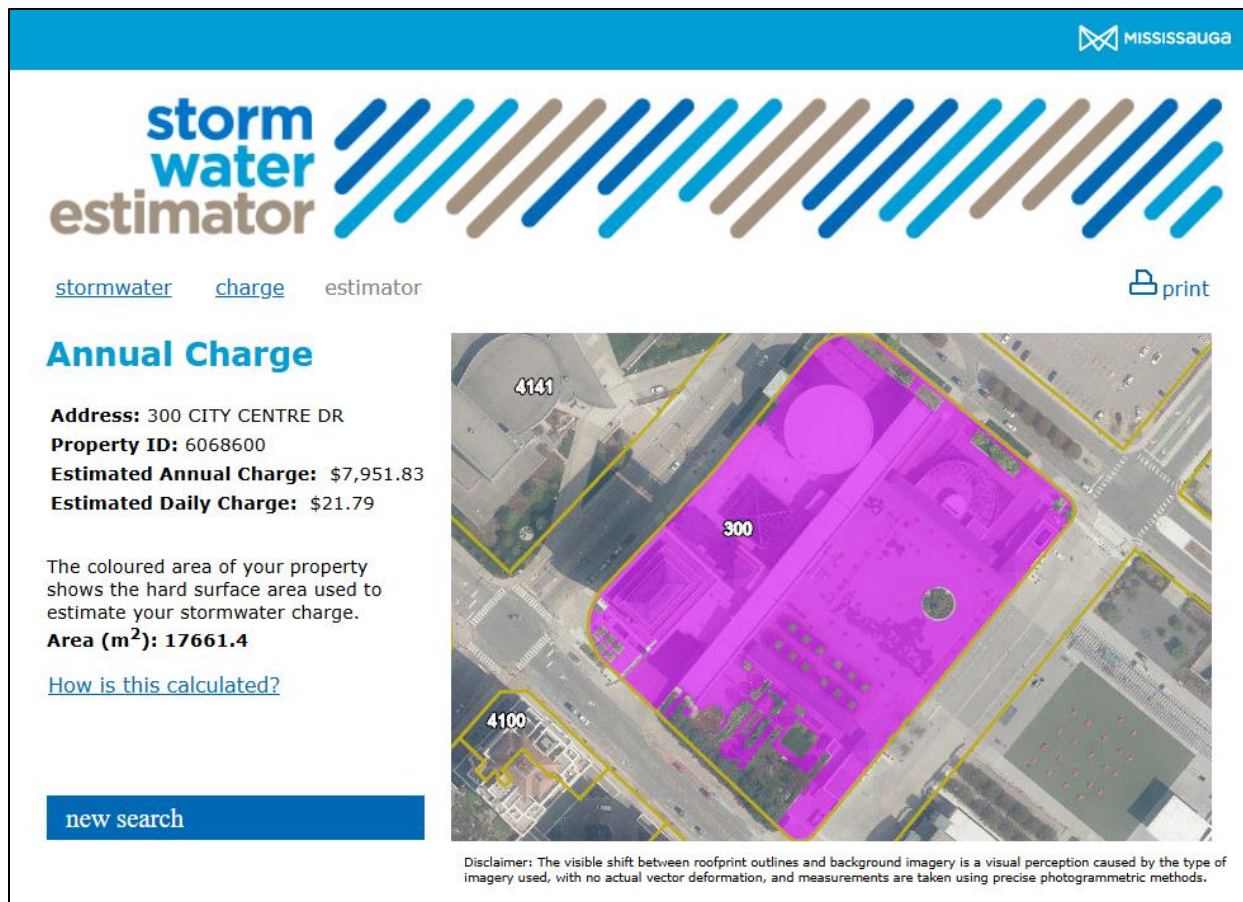 MISSISSAUGA
storm
water
estimator
stormwater charge estimator
print
Annual Charge
Address: 300 CITY CENTRE DR
Property ID: 6068600
Estimated Annual Charge: $7,951.83
Estimated Daily Charge: $21.79
The coloured area of your property
shows the hard surface area used to
estimate your stormwater charge.
Area (m²): 17661.4
How is this calculated?
new search
4141
300
4100
Disclaimer: The visible shift between roofprint outlines and background imagery is a visual perception caused by the type of
imagery used, with no actual vector deformation, and measurements are taken using precise photogrammetric methods.